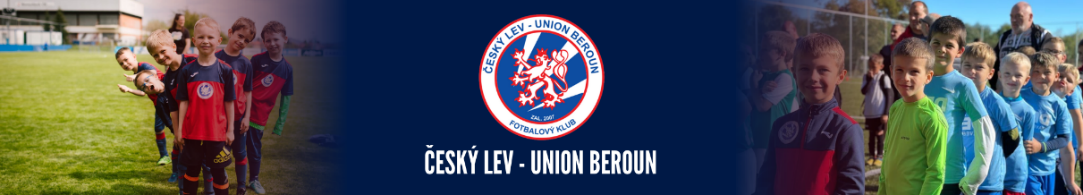 ČESKÝ LEV - UNION BEROUN
ZAL. 2007
FOTBALOVÝ KLUB
ČESKÝ LEV - UNION BEROUN